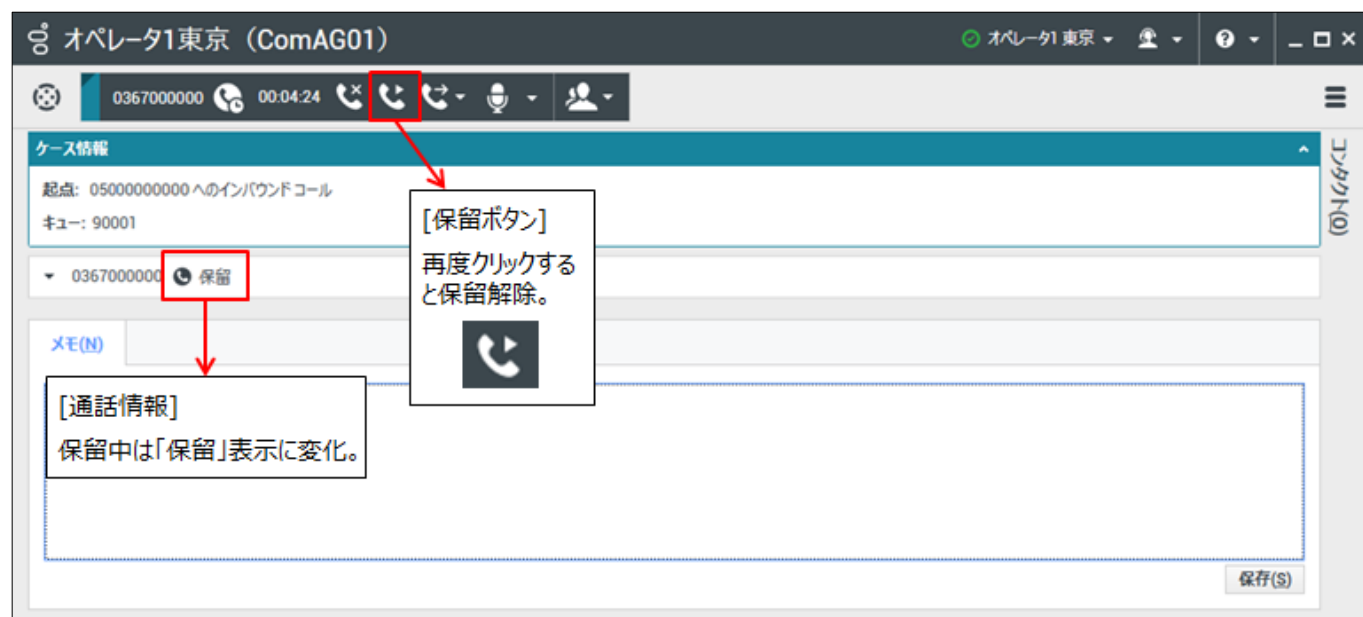 オペレータ1東京（ComAG01）
オペレータ1 東京
0367000000 00:04:24
ケース情報
起点: 05000000000 へのインバウンド コール
キュー: 90001
コンタクト(O)
0367000000 保留
[保留ボタン]
再度クリックする
と保留解除。
メモ(N)
[通話情報]
保留中は「保留」表示に変化。
保存(S)